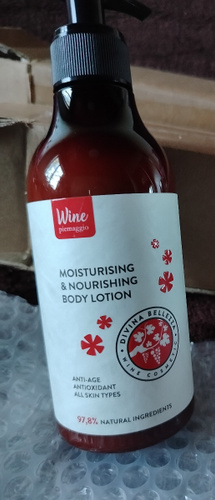 Wine
piemaggio
MOISTURISING
& NOURISHING
BODY LOTION
DIVINA BELLEZZA
WINE COSMETICS
ANTI-AGE
ANTIOXIDANT
ALL SKIN TYPES
97,8% NATURAL INGREDIENTS